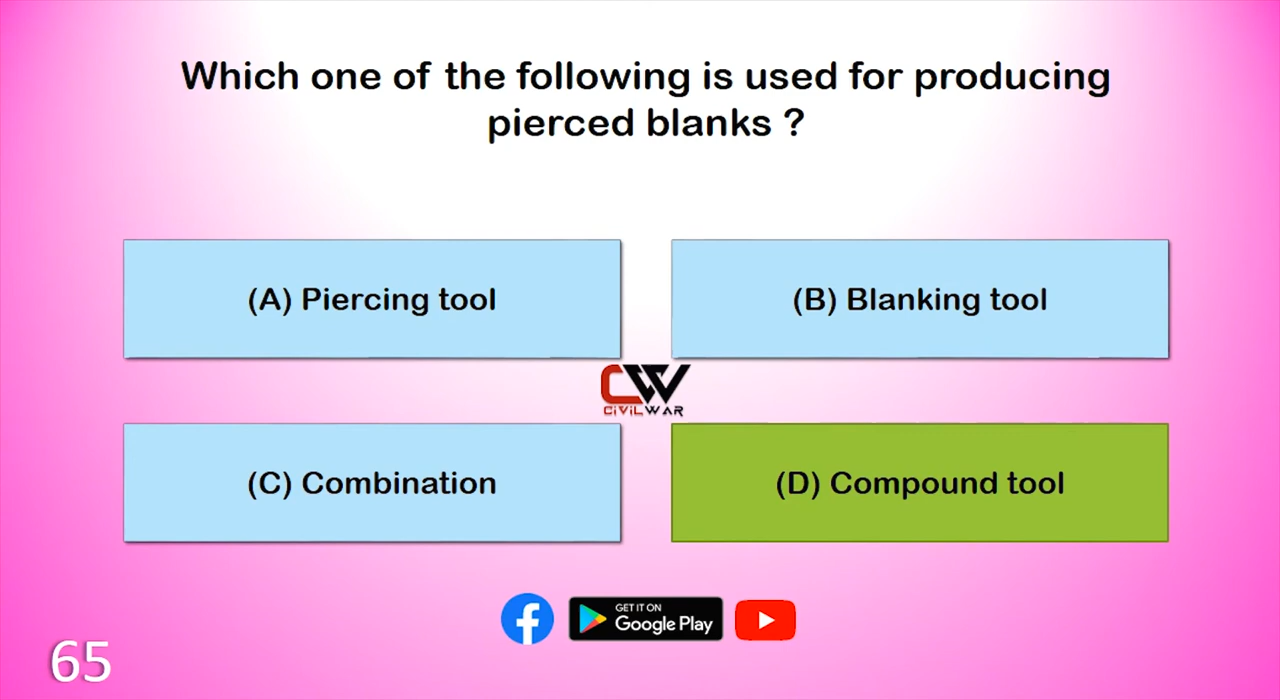 Which one of the following is used for producing
pierced blanks ?
(A) Piercing tool
(B) Blanking tool
CW
CIVILWAR
(C) Combination
(D) Compound tool
f
GET IT ON
Google Play
65